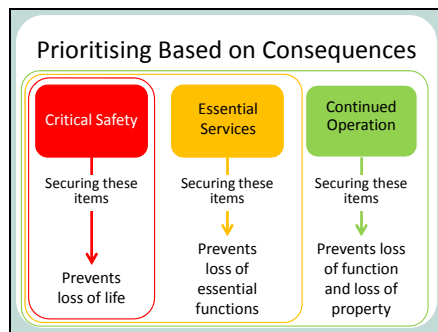 Prioritising Based on Consequences
Critical Safety
Securing these
items
Prevents
loss of life
Essential
Services
Securing these
items
Prevents
loss of
essential
functions
Continued
Operation
Securing these
items
Prevents loss
of function
and loss of
property